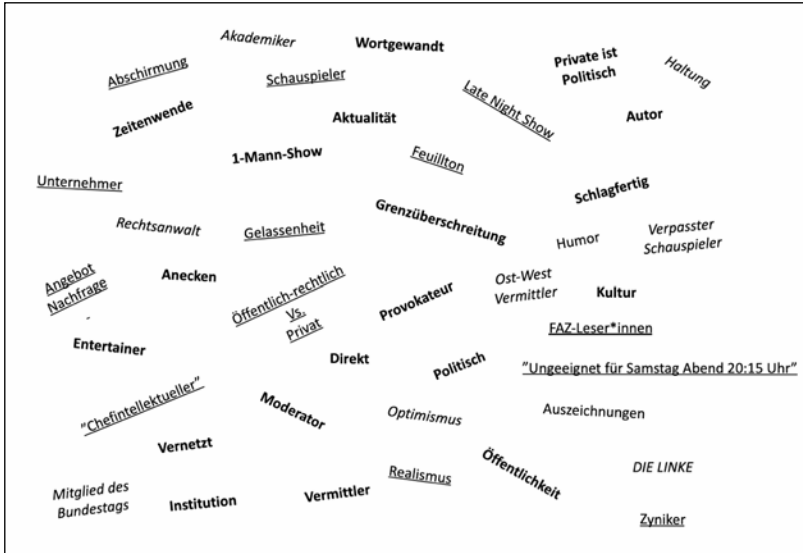 Akademiker
Wortgewandt
Abschirmung
Schauspieler
Private ist
Politisch
Haltung
Zeitenwende
Aktualität
Late Night Show
Autor
1-Mann-Show
Feuillton
Unternehmer
Schlagfertig
Rechtsanwalt
Gelassenheit
Grenzüberschreitung
Humor
Verpasster
Schauspieler
Angebot
Nachfrage
-
Anecken
Öffentlich-rechtlich
Vs.
Privat
Provokateur
Ost-West
Vermittler
Kultur
FAZ-Leser*innen
Entertainer
Direkt
Politisch
”Ungeeignet für Samstag Abend 20:15 Uhr”
”Chefintellektueller”
Moderator
Optimismus
Auszeichnungen
Vernetzt
Realismus
Öffentlichkeit
DIE LINKE
Mitglied des
Bundestags
Institution
Vermittler
Zyniker